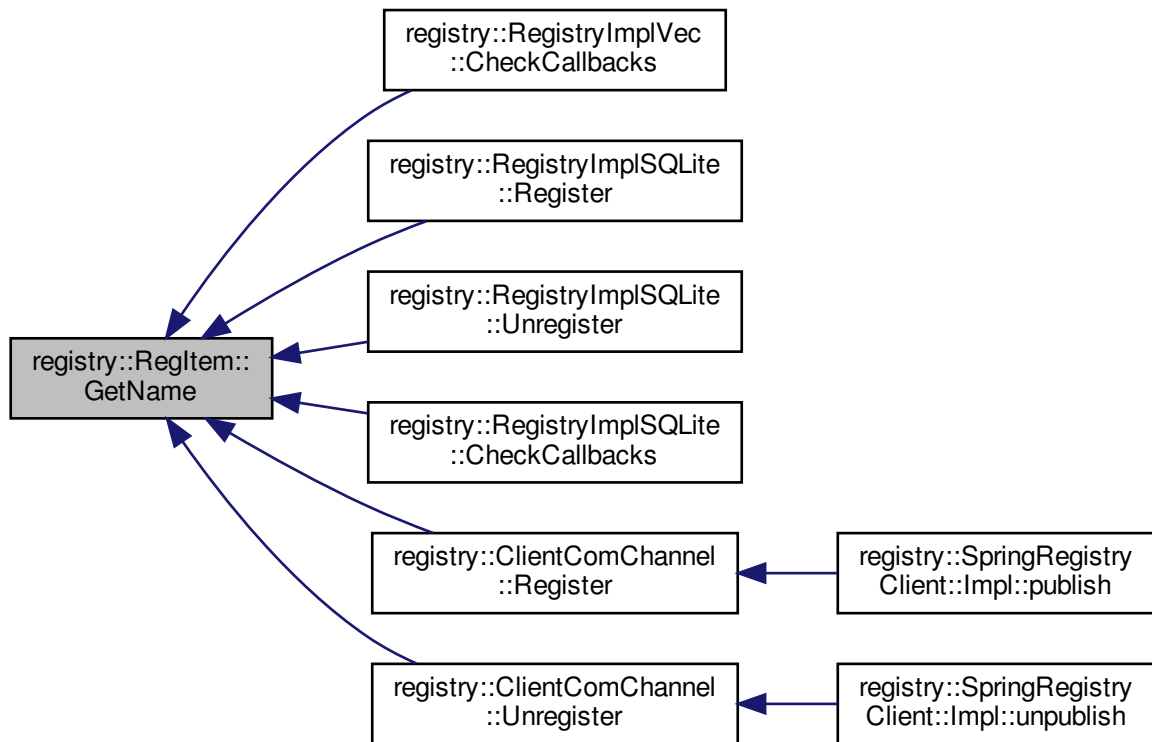 registry::RegistryImplVec
::CheckCallbacks
registry::RegistryImplSQLite
::Register
registry::RegistryImplSQLite
::Unregister
registry::RegItem::
GetName
registry::RegistryImplSQLite
::CheckCallbacks
registry::ClientComChannel
::Register
registry::SpringRegistry
Client::Impl::publish
registry::ClientComChannel
::Unregister
registry::SpringRegistry
Client::Impl::unpublish